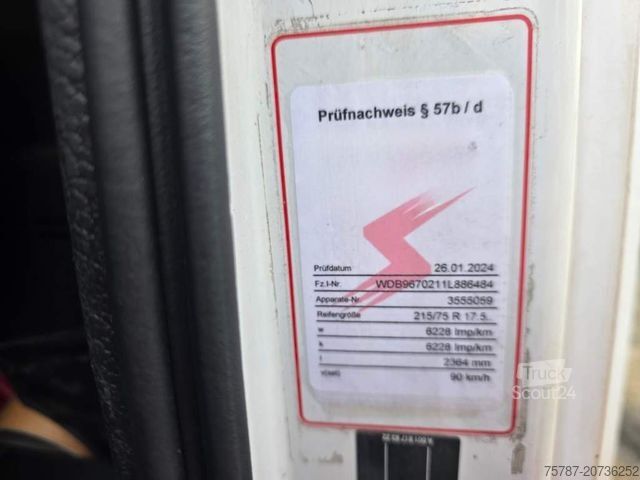 Prüfnachweis § 57b / d
Prüfdatum 26.01.2024
Fz.I-Nr. WDB9670211L886484
Apparate-Nr. 3555059
Reifengröße 215/75 R 17.5
w 6228 Imp/km
k 6228 Imp/km
l 2364 mm
v(set) 90 km/h
Truck
Scout24
75787-20736252